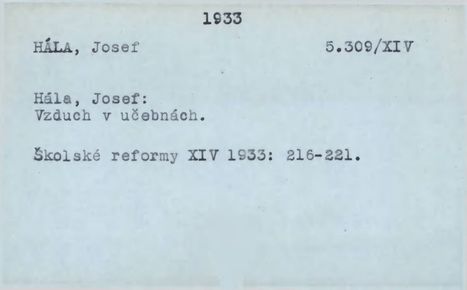 1933
HÁLA, Josef 5.309/XIV
Hála, Josef:
Vzduch v učebnách.
Školské reformy XIV 1933: 216-221.